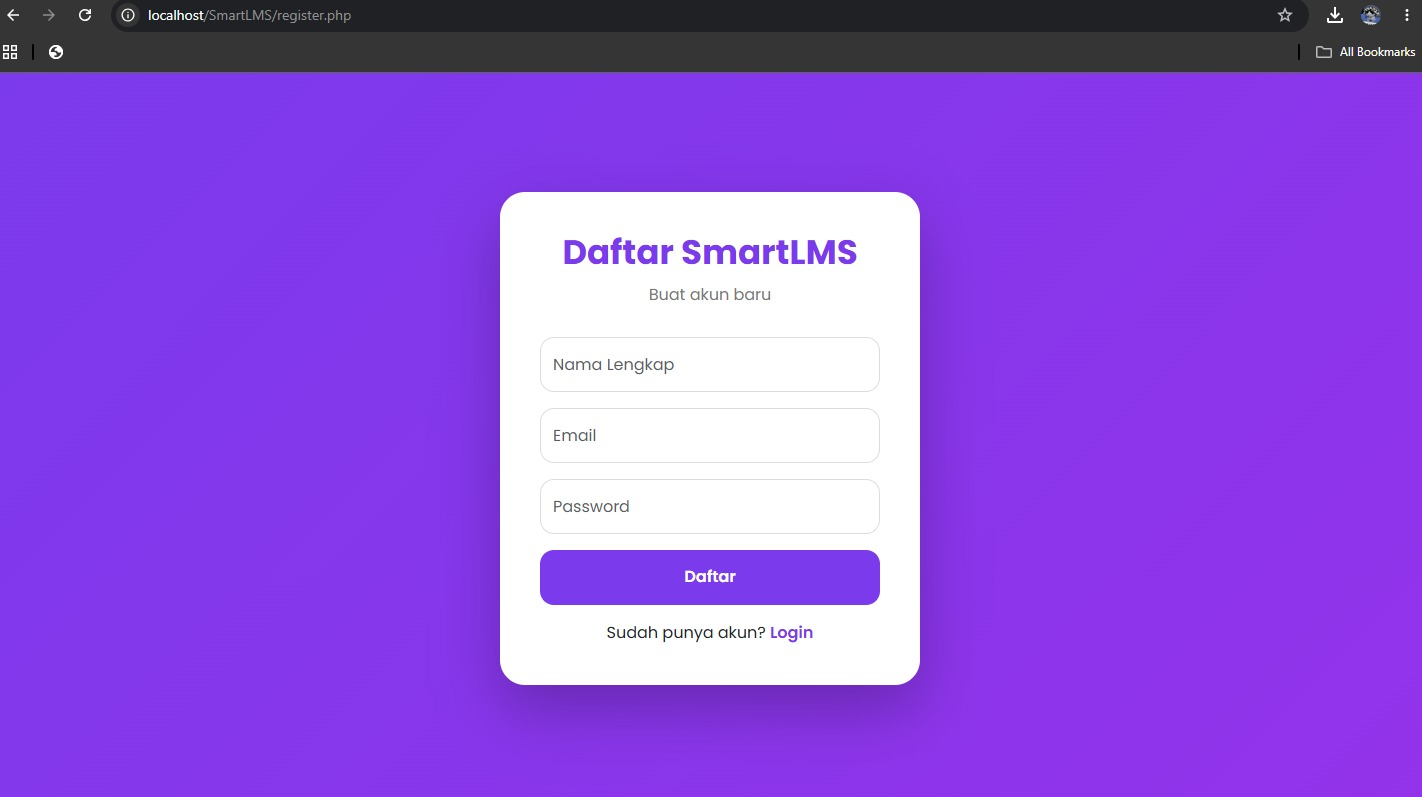 localhost/SmartLMS/register.php
All Bookmarks
Daftar SmartLMS
Buat akun baru
Nama Lengkap
Email
Password
Daftar
Sudah punya akun? Login